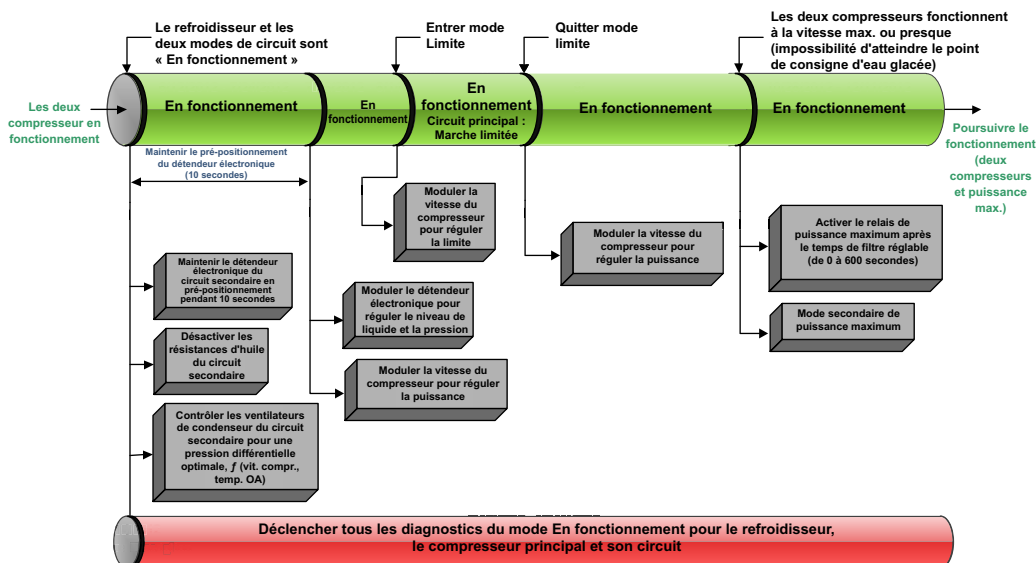 Le refroidisseur et les
deux modes de circuit sont
« En fonctionnement »
Entrer mode
Limite
Quitter mode
limite
Les deux compresseurs fonctionnent
à la vitesse max. ou presque
(impossibilité d'atteindre le point
de consigne d'eau glacée)
Les deux
compresseur en
fonctionnement
En fonctionnement
En
fonctionnement
En
fonctionnement
Circuit principal :
Marche limitée
En fonctionnement
En fonctionnement
Poursuivre le
fonctionnement
(deux
compresseurs
et puissance
max.)
Maintenir le pré-positionnement
du détendeur électronique
(10 secondes)
Moduler la
vitesse du
compresseur
pour réguler
la limite
Moduler la vitesse du
compresseur pour
réguler la puissance
Activer le relais de
puissance maximum après
le temps de filtre réglable
(de 0 à 600 secondes)
Maintenir le détendeur
électronique du
circuit secondaire en
pré-positionnement
pendant 10 secondes
Moduler le détendeur
électronique pour
réguler le niveau de
liquide et la pression
Mode secondaire de
puissance maximum
Désactiver les
résistances d'huile
du circuit
secondaire
Moduler la vitesse du
compresseur pour réguler
la puissance
Contrôler les ventilateurs
de condenseur du circuit
secondaire pour une
pression différentielle
optimale, ƒ (vit. compr.,
temp. OA)
Déclencher tous les diagnostics du mode En fonctionnement pour le refroidisseur,
le compresseur principal et son circuit